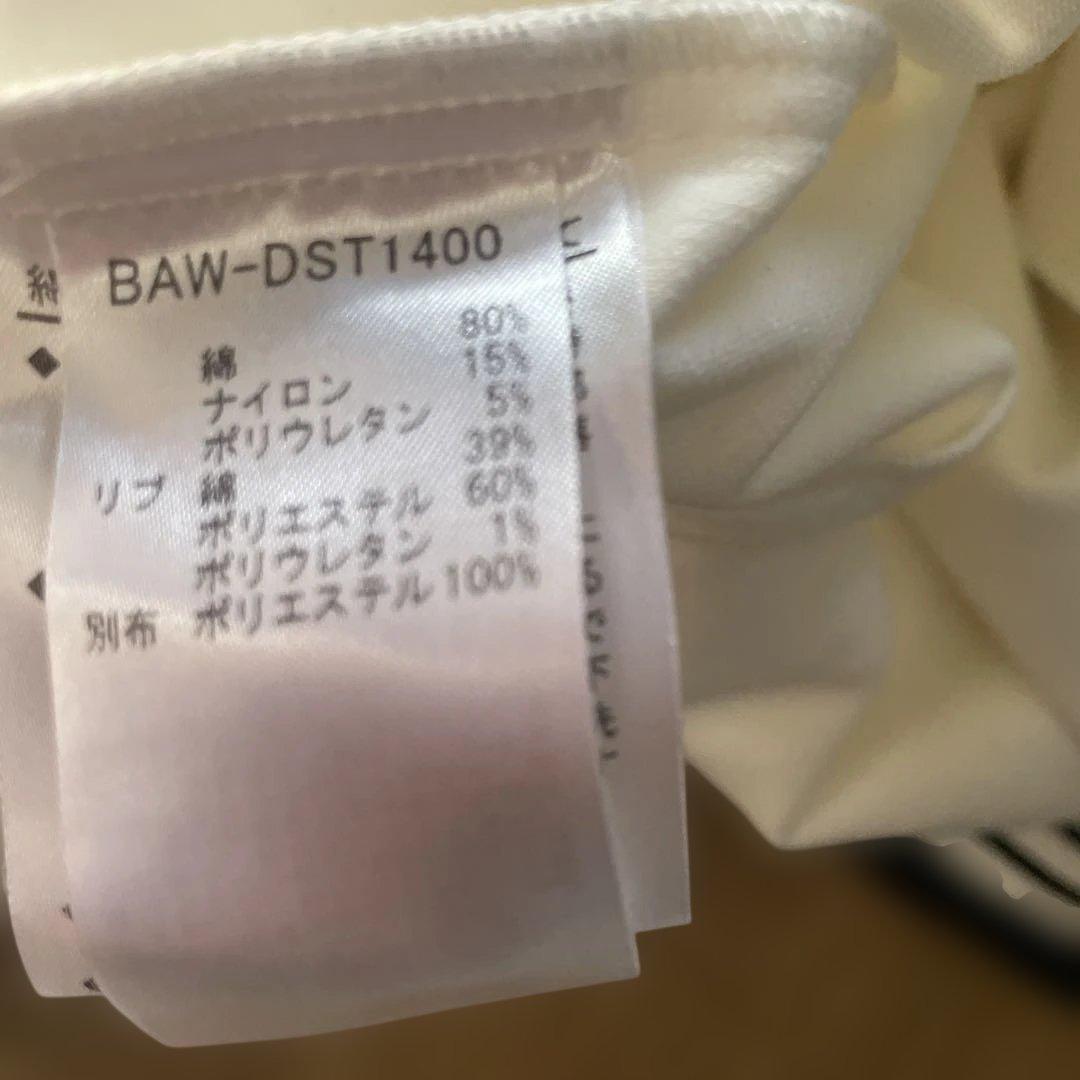 BAW-DST1400
綿 80%
ナイロン 15%
ポリウレタン 5%
リブ 綿 39%
ポリエステル 60%
ポリウレタン 1%
別布 ポリエステル 100%